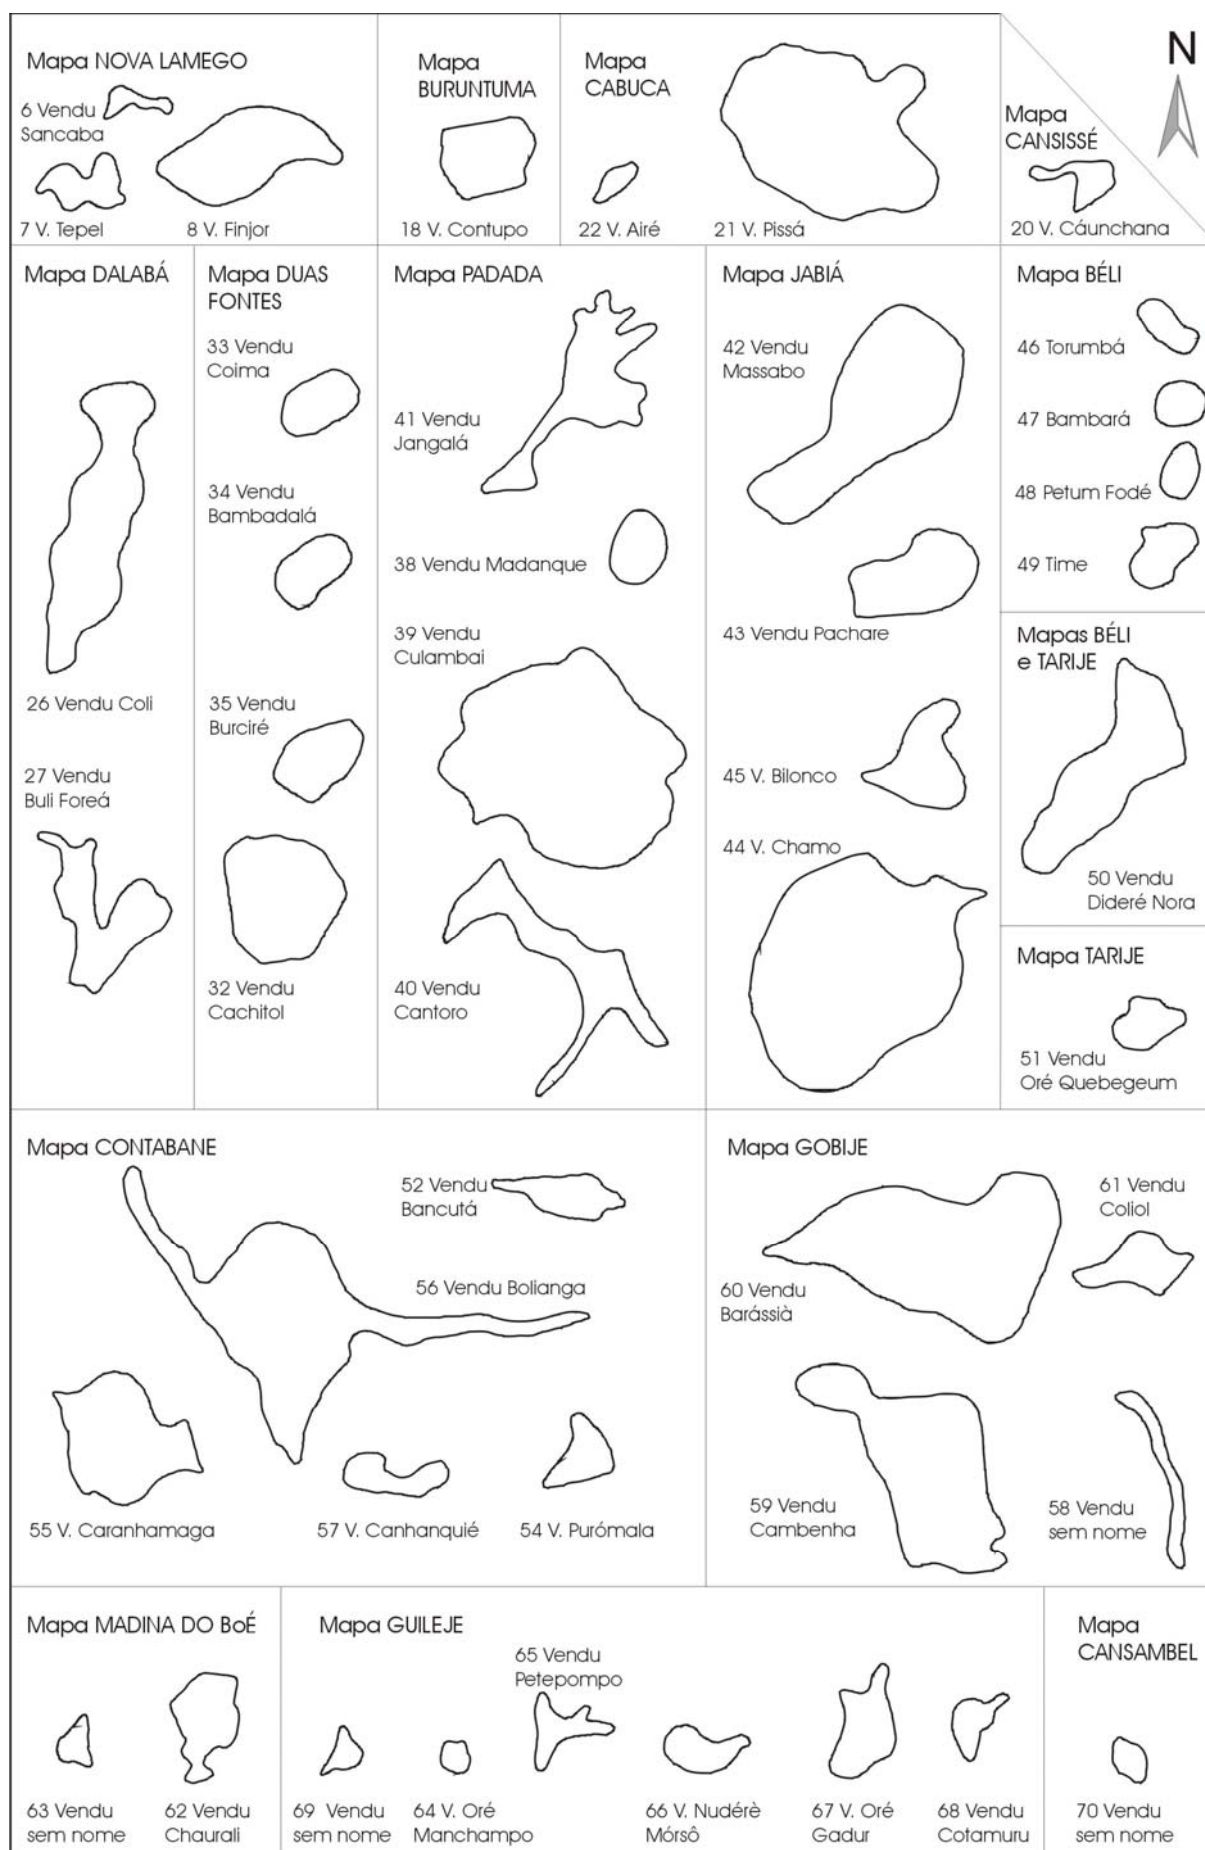 Mapa NOVA LAMEGO
6 Vendu
Sancaba
7 V. Tepel
8 V. Finjor
Mapa
BURUNTUMA
18 V. Contupo
Mapa
CABUCA
22 V. Airé
21 V. Pissá
N
Mapa
CANSISSÉ
20 V. Cáunchana
Mapa DALABÁ
26 Vendu Coli
27 Vendu
Buli Foreá
Mapa DUAS
FONTES
33 Vendu
Coima
34 Vendu
Bambadalá
35 Vendu
Burciré
32 Vendu
Cachitol
Mapa PADADA
41 Vendu
Jangalá
38 Vendu Madanque
39 Vendu
Culambai
40 Vendu
Cantoro
Mapa JABIÁ
42 Vendu
Massabo
43 Vendu Pachare
45 V. Bilonco
44 V. Chamo
Mapa BÉLI
46 Torumbá
47 Bambará
48 Petum Fodé
49 Time
Mapas BÉLI
e TARIJE
50 Vendu
Dideré Nora
Mapa TARIJE
51 Vendu
Oré Quebegeum
Mapa CONTABANE
52 Vendu
Bancutá
56 Vendu Bolianga
55 V. Caranhamaga
57 V. Canhanquié
54 V. Purómala
Mapa GOBIJE
61 Vendu
Coliol
60 Vendu
Barássià
59 Vendu
Cambenha
58 Vendu
sem nome
Mapa MADINA DO BoÉ
63 Vendu
sem nome
62 Vendu
Chaurali
Mapa GUILEJE
65 Vendu
Petepompo
69 Vendu
sem nome
64 V. Oré
Manchampo
66 V. Nudérè
Mórsô
67 V. Oré
Gadur
68 Vendu
Cotamuru
Mapa
CANSAMBEL
70 Vendu
sem nome